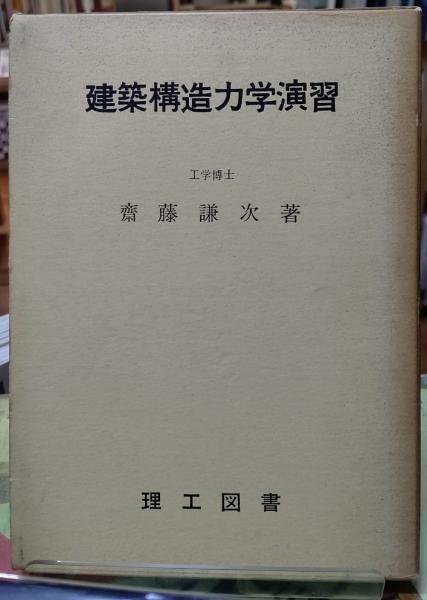 建築構造力学演習
工学博士
齋藤謙次著
理工図書